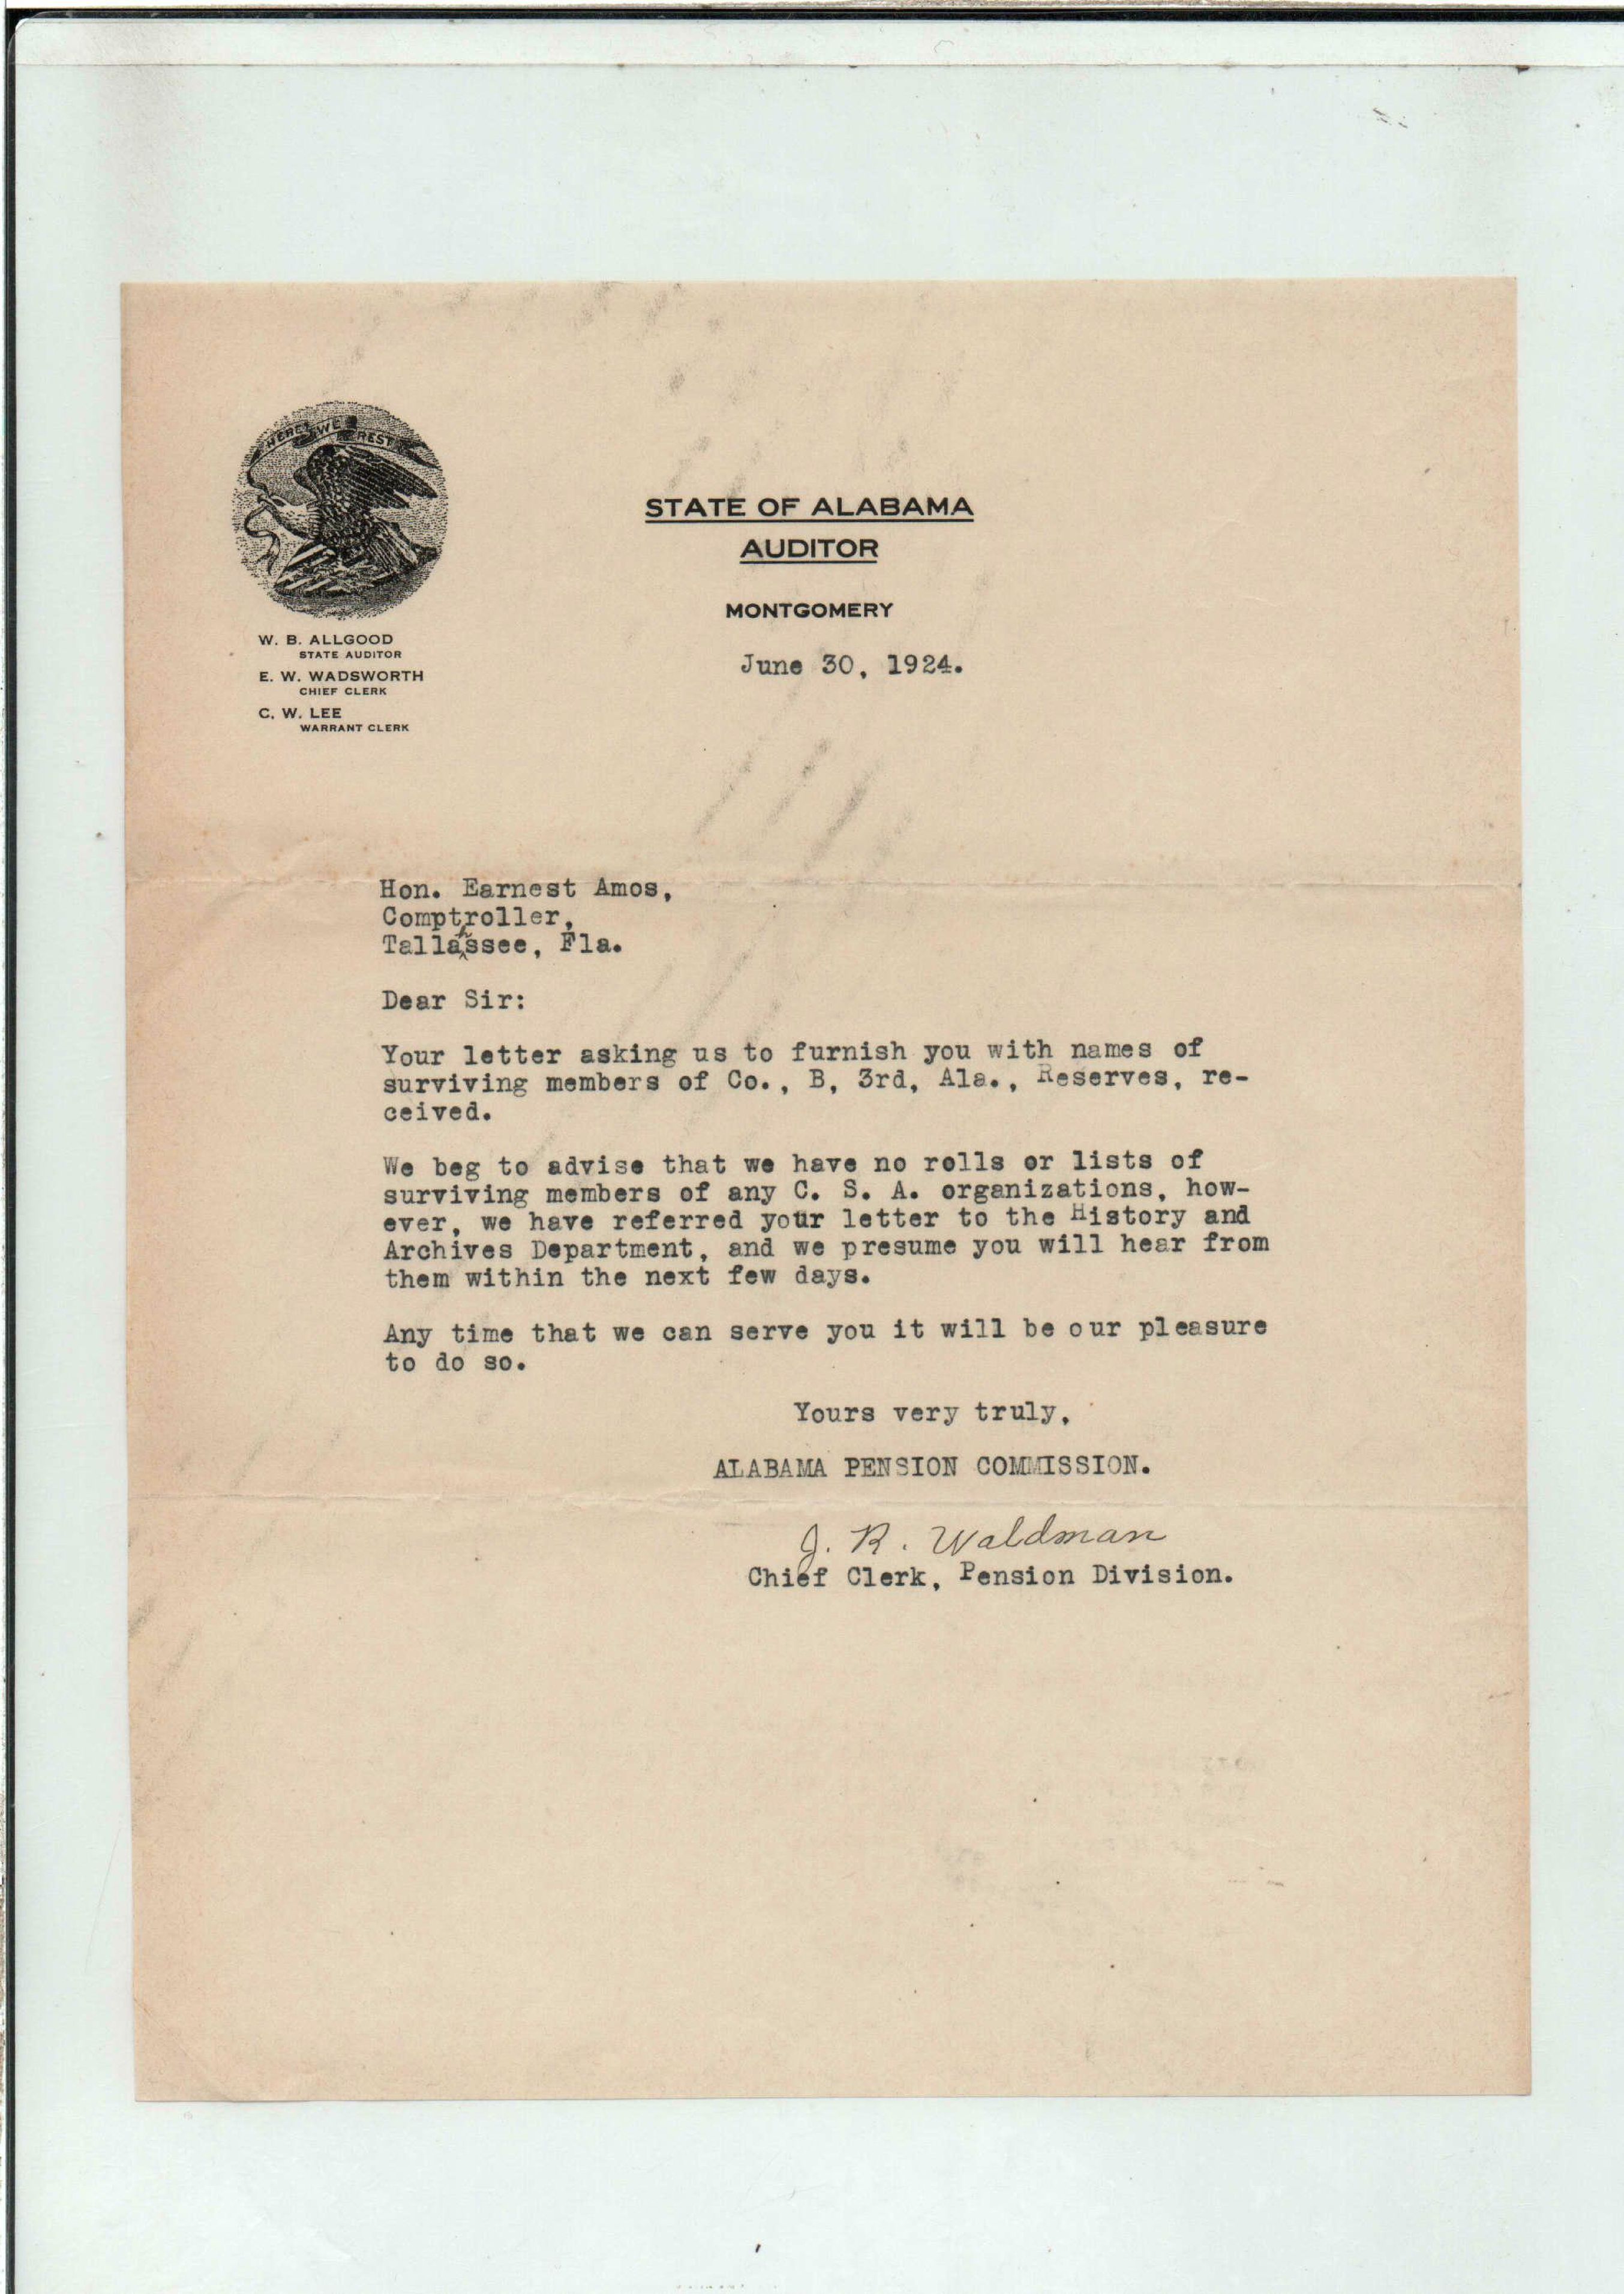 HERE WE REST
STATE OF ALABAMA
AUDITOR
MONTGOMERY
W. B. ALLGOOD
STATE AUDITOR
E. W. WADSWORTH
CHIEF CLERK
C. W. LEE
WARRANT CLERK
June 30, 1924.
Hon. Earnest Amos,
Comptroller,
Tallahssee, Fla.
Dear Sir:
Your letter asking us to furnish you with names of
surviving members of Co., B, 3rd, Ala., Reserves, re-
ceived.
We beg to advise that we have no rolls or lists of
surviving members of any C. S. A. organizations, how-
ever, we have referred your letter to the History and
Archives Department, and we presume you will hear from
them within the next few days.
Any time that we can serve you it will be our pleasure
to do so.
Yours very truly,
ALABAMA PENSION COMMISSION.
J. R. Waldman
Chief Clerk, Pension Division.